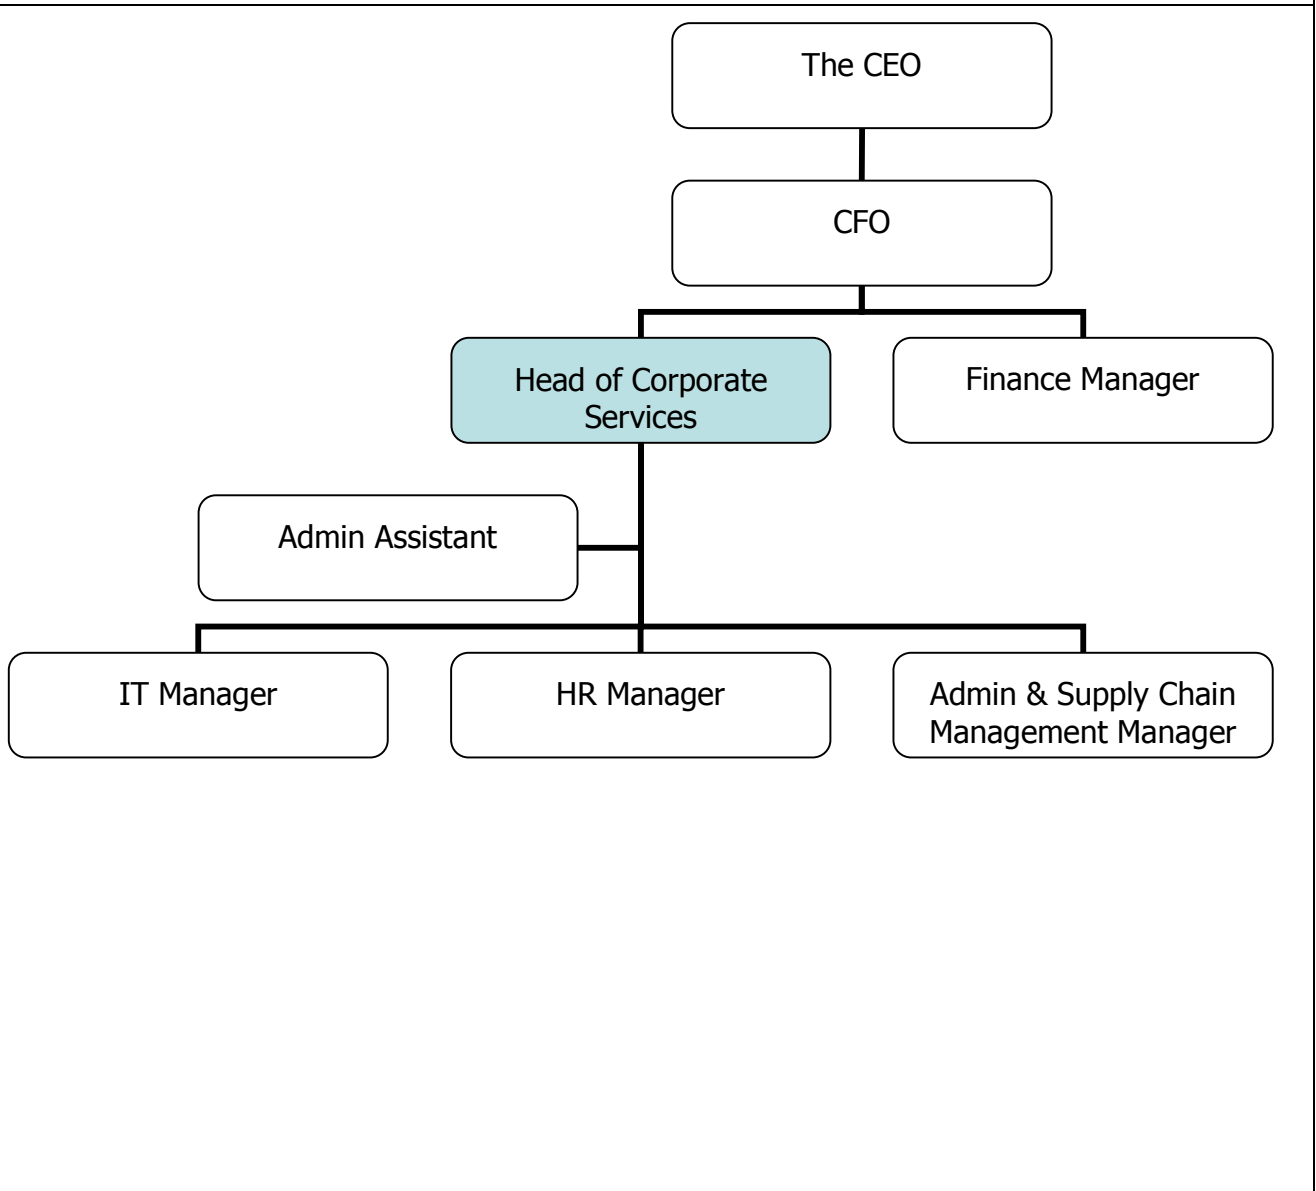 The CEO
CFO
Head of Corporate
Services
Finance Manager
Admin Assistant
IT Manager
HR Manager
Admin & Supply Chain
Management Manager